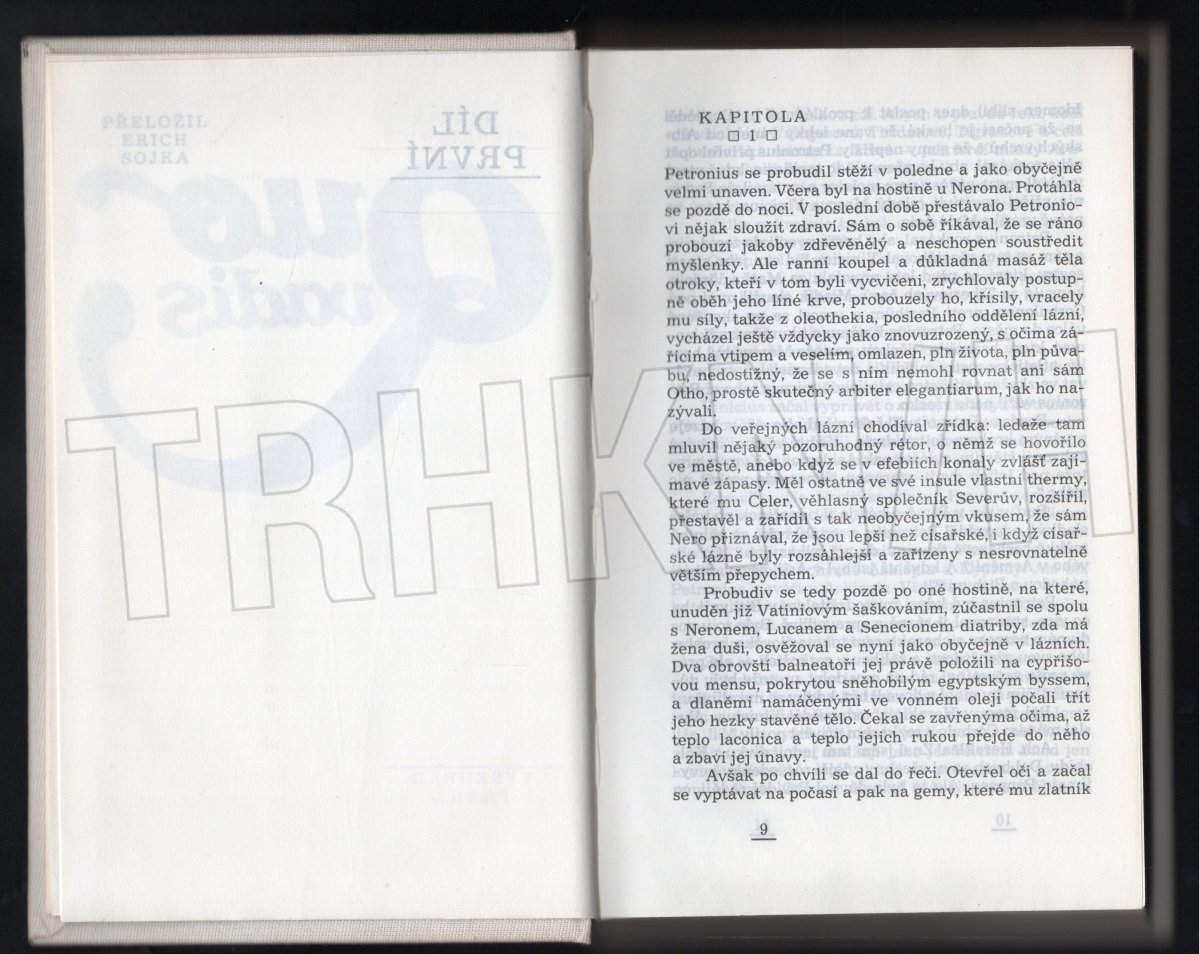 PŘELOŽIL
ERICH
SOJKA
DÍL
PRVNÍ
Quo
vadis
VYŠEHRAD
PRAHA
TRHKNIH
KAPITOLA
□ 1 □
Petronius se probudil stěží v poledne a jako obyčejně
velmi unaven. Včera byl na hostině u Nerona. Protáhla
se pozdě do noci. V poslední době přestávalo Petronio-
vi nějak sloužit zdraví. Sám o sobě říkával, že se ráno
probouzí jakoby zdřevěnělý a neschopen soustředit
myšlenky. Ale ranní koupel a důkladná masáž těla
otroky, kteří v tom byli vycvičeni, zrychlovaly postup-
ně oběh jeho líné krve, probouzely ho, křísily, vracely
mu síly, takže z oleothekia, posledního oddělení lázní,
vycházel ještě vždycky jako znovuzrozený, s očima zá-
řícíma vtipem a veselím, omlazen, pln života, pln půva-
bu, nedostižný, že se s ním nemohl rovnat ani sám
Otho, prostě skutečný arbiter elegantiarum, jak ho na-
zývali.
Do veřejných lázní chodíval zřídka: ledaže tam
mluvil nějaký pozoruhodný rétor, o němž se hovořilo
ve městě, anebo když se v efebiích konaly zvlášť zají-
mavé zápasy. Měl ostatně ve své insule vlastní thermy,
které mu Celer, věhlasný společník Severův, rozšířil,
přestavěl a zařídil s tak neobyčejným vkusem, že sám
Nero přiznával, že jsou lepší než císařské, i když císař-
ské lázně byly rozsáhlejší a zařízeny s nesrovnatelně
větším přepychem.
Probudiv se tedy pozdě po oné hostině, na které,
unuděn již Vatiniovým šaškováním, zúčastnil se spolu
s Neronem, Lucanem a Senecionem diatriby, zda má
žena duši, osvěžoval se nyní jako obyčejně v lázních.
Dva obrovští balneatoři jej právě položili na cypřišo-
vou mensu, pokrytou sněhobílým egyptským byssem,
a dlaněmi namáčenými ve vonném oleji počali třít
jeho hezky stavěné tělo. Čekal se zavřenýma očima, až
teplo laconica a teplo jejich rukou přejde do něho
a zbaví jej únavy.
Avšak po chvíli se dal do řeči. Otevřel oči a začal
se vyptávat na počasí a pak na gemy, které mu zlatník
9
10